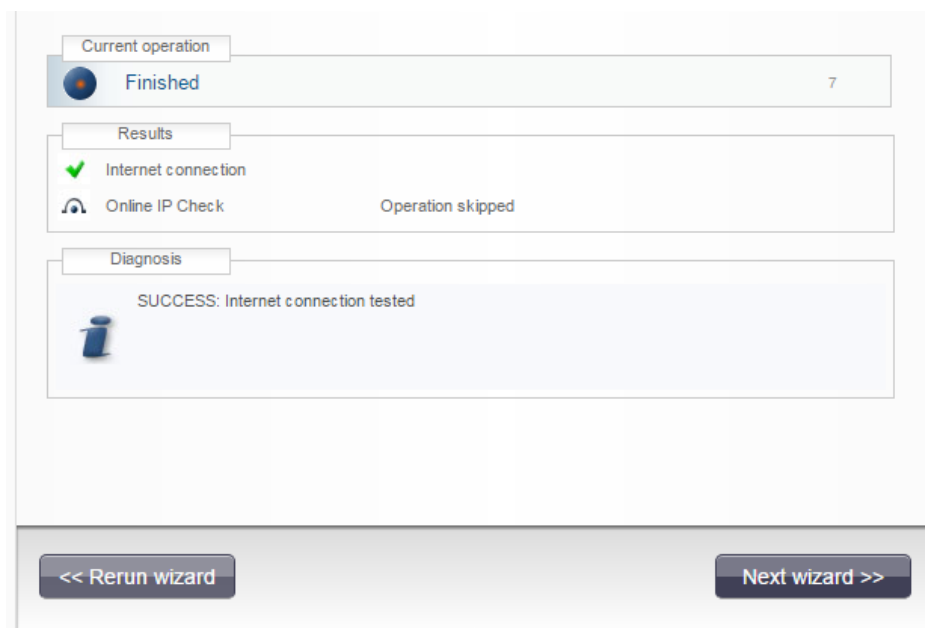 Current operation
Finished 7
Results
Internet connection
Online IP Check Operation skipped
Diagnosis
SUCCESS: Internet connection tested
<< Rerun wizard Next wizard >>